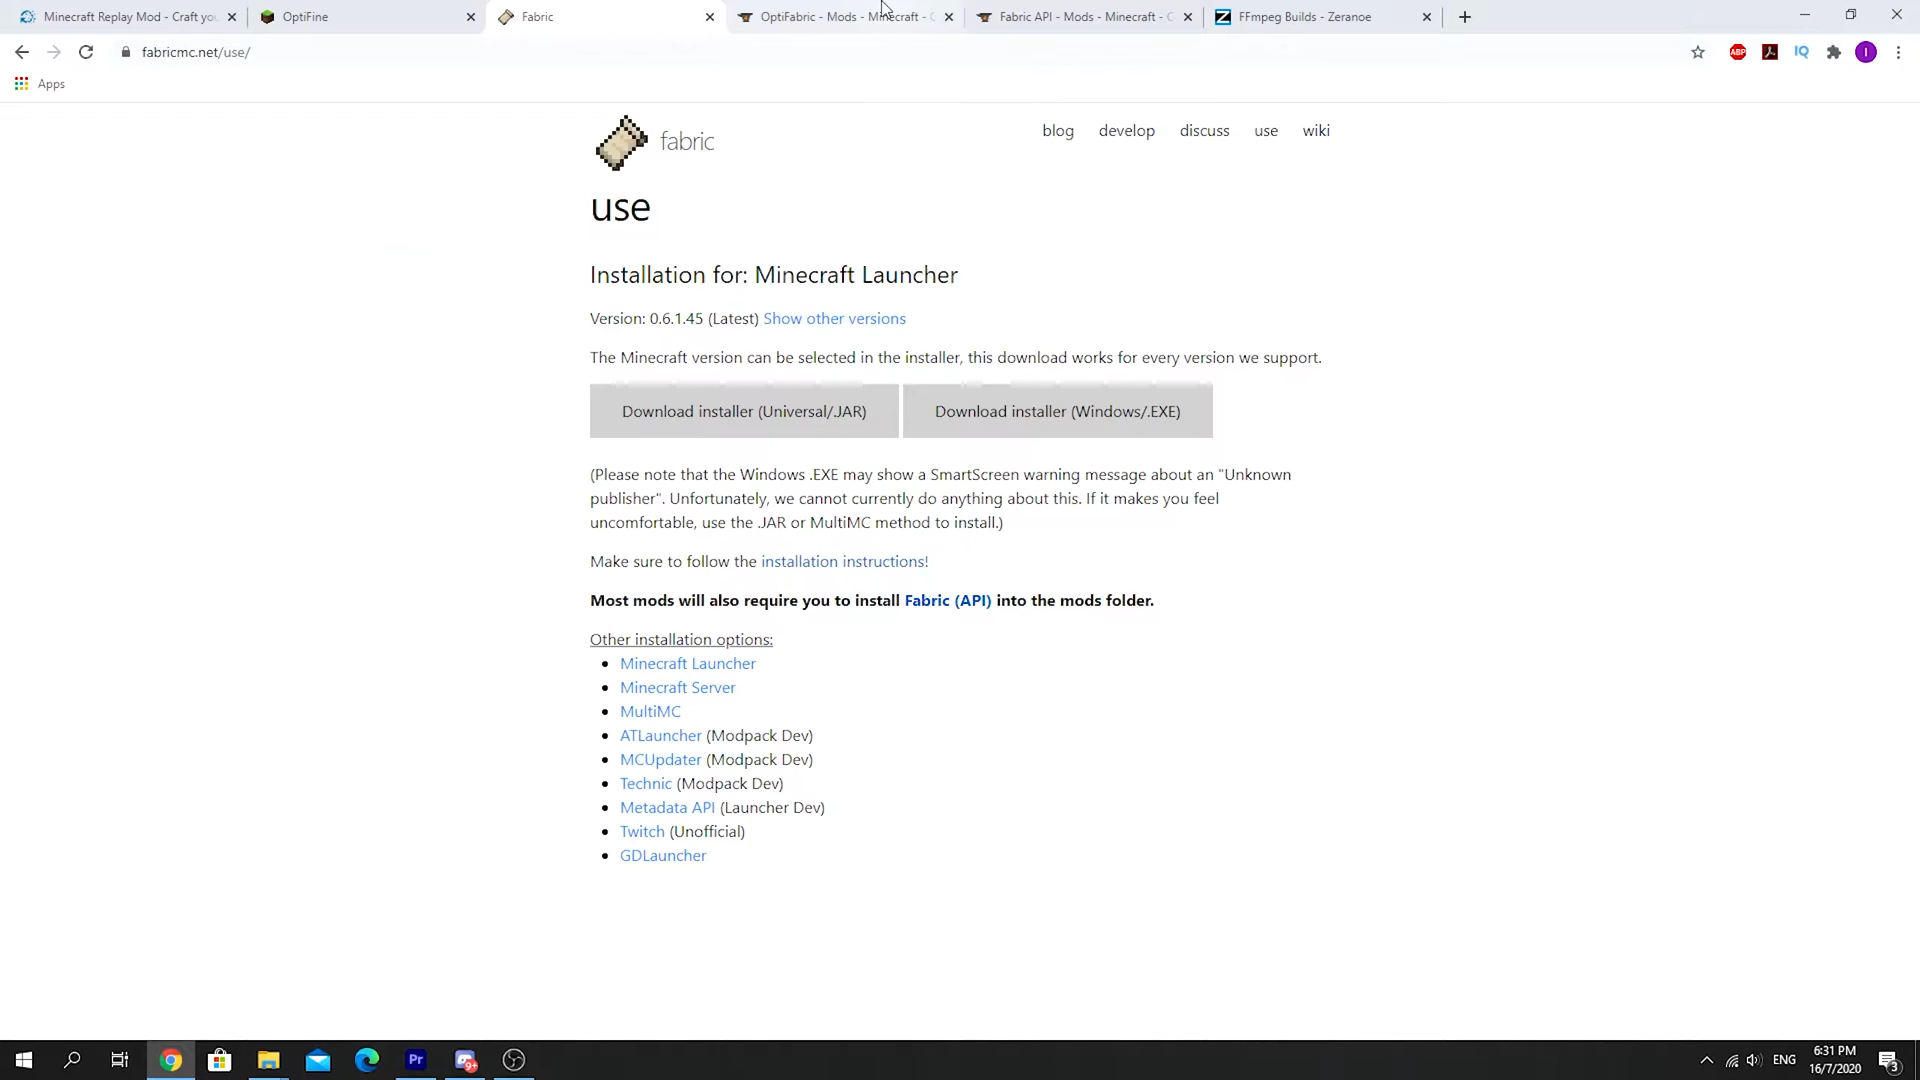 Minecraft Replay Mod - Craft yo
OptiFine
Fabric
OptiFabric - Mods - Minecraft - C
Fabric API - Mods - Minecraft - C
FFmpeg Builds - Zeranoe
fabricmc.net/use/
ABP
IQ
I
Apps
fabric
blog
develop
discuss
use
wiki
use
Installation for: Minecraft Launcher
Version: 0.6.1.45 (Latest) Show other versions
The Minecraft version can be selected in the installer, this download works for every version we support.
Download installer (Universal/.JAR)
Download installer (Windows/.EXE)
(Please note that the Windows .EXE may show a SmartScreen warning message about an "Unknown
publisher". Unfortunately, we cannot currently do anything about this. If it makes you feel
uncomfortable, use the .JAR or MultiMC method to install.)
Make sure to follow the installation instructions!
Most mods will also require you to install Fabric (API) into the mods folder.
Other installation options:
Minecraft Launcher
Minecraft Server
MultiMC
ATLauncher (Modpack Dev)
MCUpdater (Modpack Dev)
Technic (Modpack Dev)
Metadata API (Launcher Dev)
Twitch (Unofficial)
GDLauncher
Pr
9+
ENG
6:31 PM
16/7/2020
3